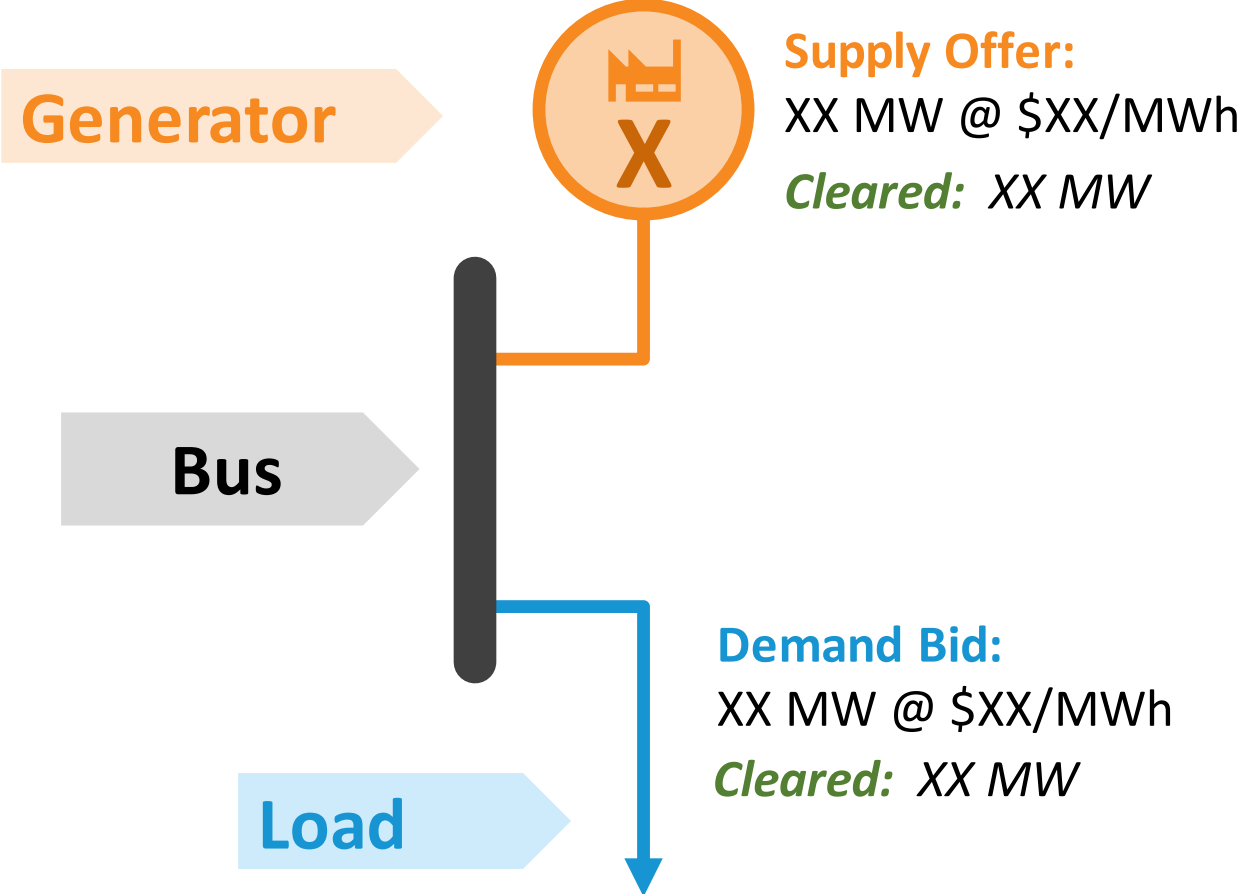 Generator
X
Supply Offer:
XX MW @ $XX/MWh
Cleared: XX MW
Bus
Demand Bid:
XX MW @ $XX/MWh
Cleared: XX MW
Load